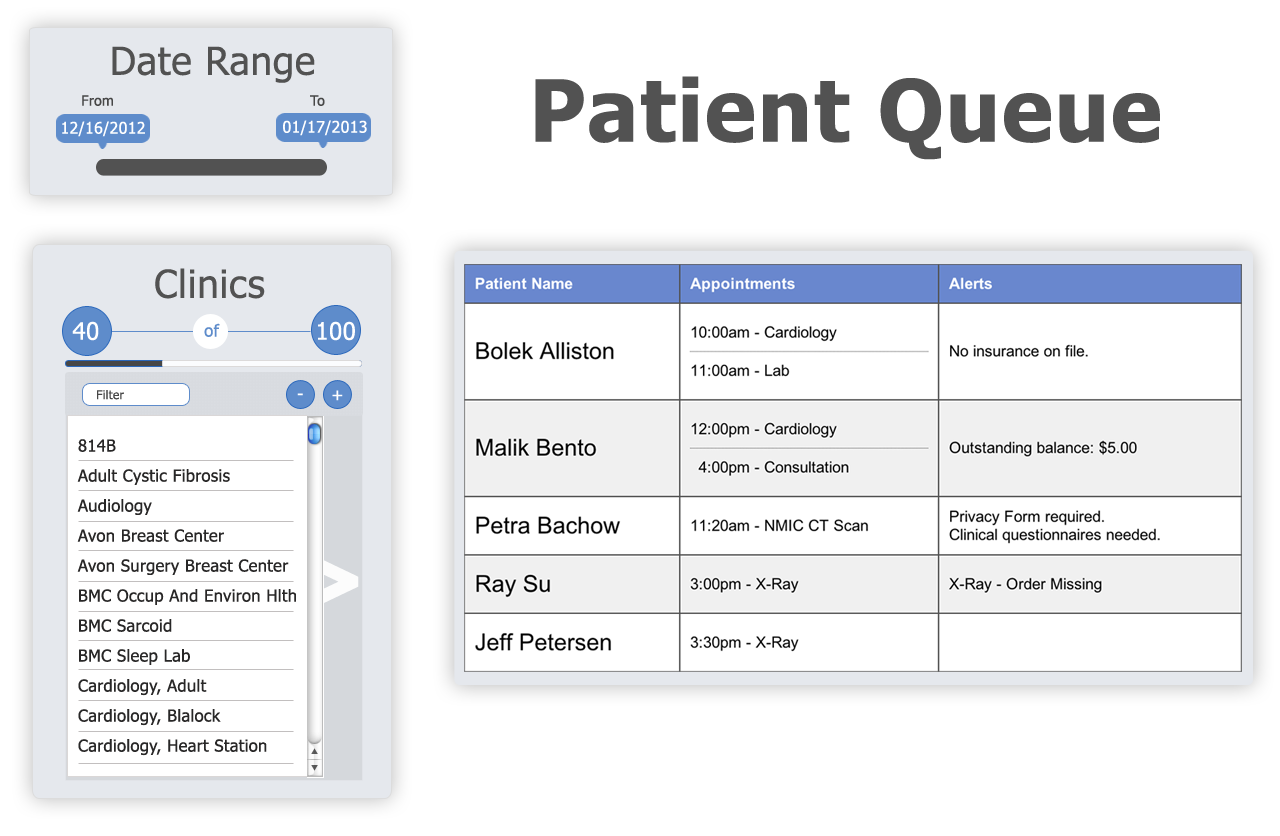 Date Range
From To
12/16/2012 01/17/2013
Patient Queue
Clinics
40 of 100
Filter - +
814B
Adult Cystic Fibrosis
Audiology
Avon Breast Center
Avon Surgery Breast Center
BMC Occup And Environ Hlth
BMC Sarcoid
BMC Sleep Lab
Cardiology, Adult
Cardiology, Blalock
Cardiology, Heart Station
>
Patient Name Appointments Alerts
Bolek Alliston
10:00am - Cardiology
11:00am - Lab
No insurance on file.
Malik Bento
12:00pm - Cardiology
4:00pm - Consultation
Outstanding balance: $5.00
Petra Bachow
11:20am - NMIC CT Scan
Privacy Form required.
Clinical questionnaires needed.
Ray Su
3:00pm - X-Ray
X-Ray - Order Missing
Jeff Petersen
3:30pm - X-Ray